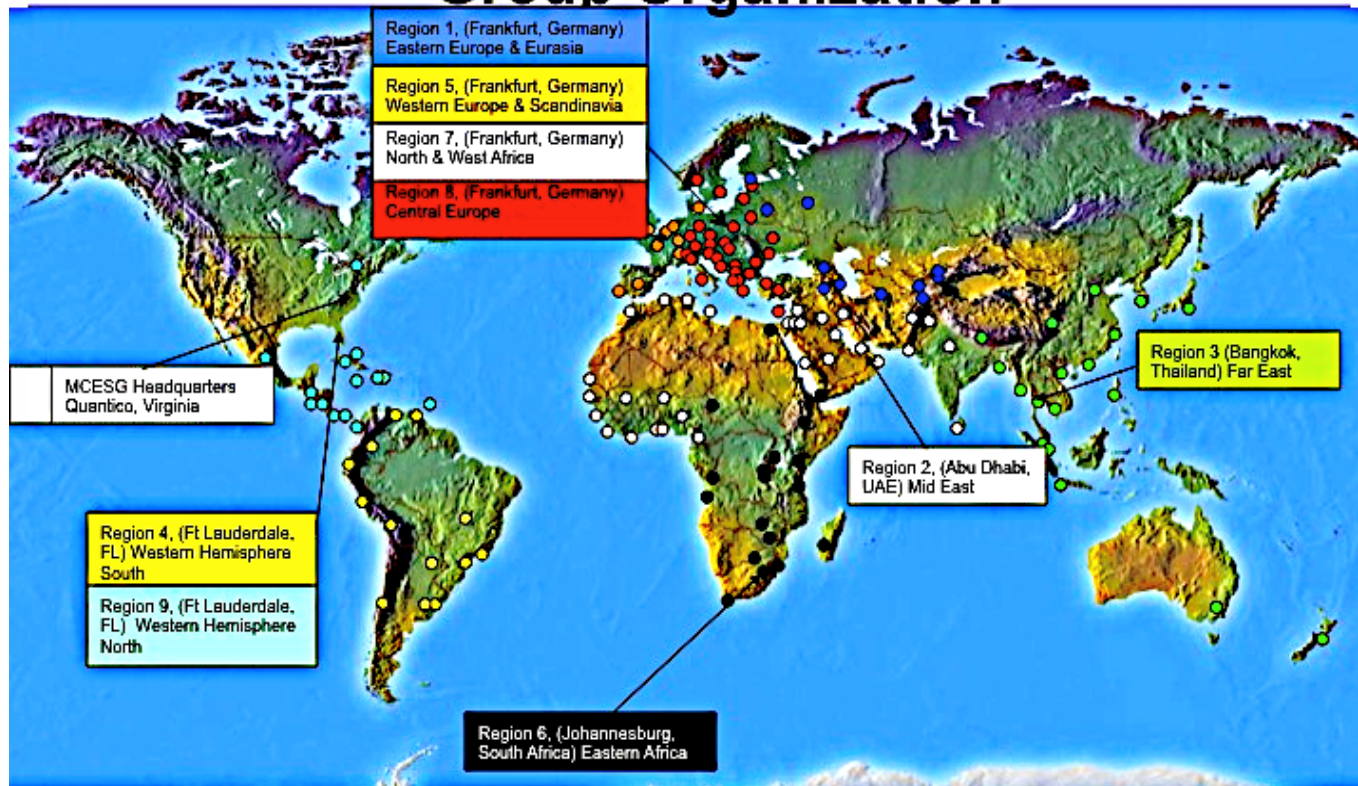 Group Organization
Region 1, (Frankfurt, Germany)
Eastern Europe & Eurasia
Region 5, (Frankfurt, Germany)
Western Europe & Scandinavia
Region 7, (Frankfurt, Germany)
North & West Africa
Region 8, (Frankfurt, Germany)
Central Europe
MCESG Headquarters
Quantico, Virginia
Region 3 (Bangkok,
Thailand) Far East
Region 2, (Abu Dhabi,
UAE) Mid East
Region 4, (Ft Lauderdale,
FL) Western Hemisphere
South
Region 9, (Ft Lauderdale,
FL) Western Hemisphere
North
Region 6, (Johannesburg,
South Africa) Eastern Africa